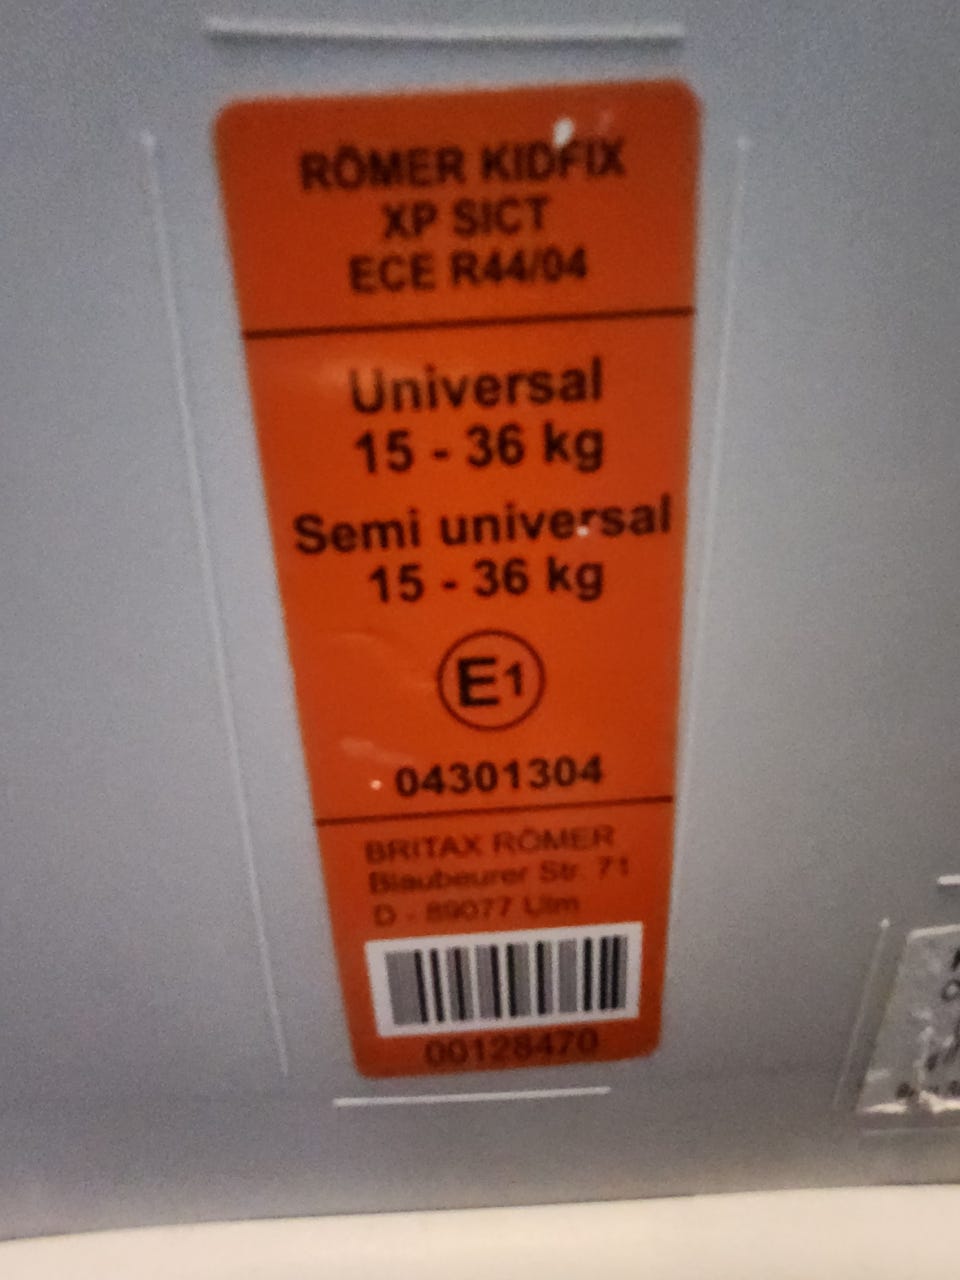 RÖMER KIDFIX
XP SICT
ECE R44/04
Universal
15 - 36 kg
Semi universal
15 - 36 kg
E1
04301304
BRITAX RÖMER
Blaubeurer Str. 71
D - 89077 Ulm
00128470